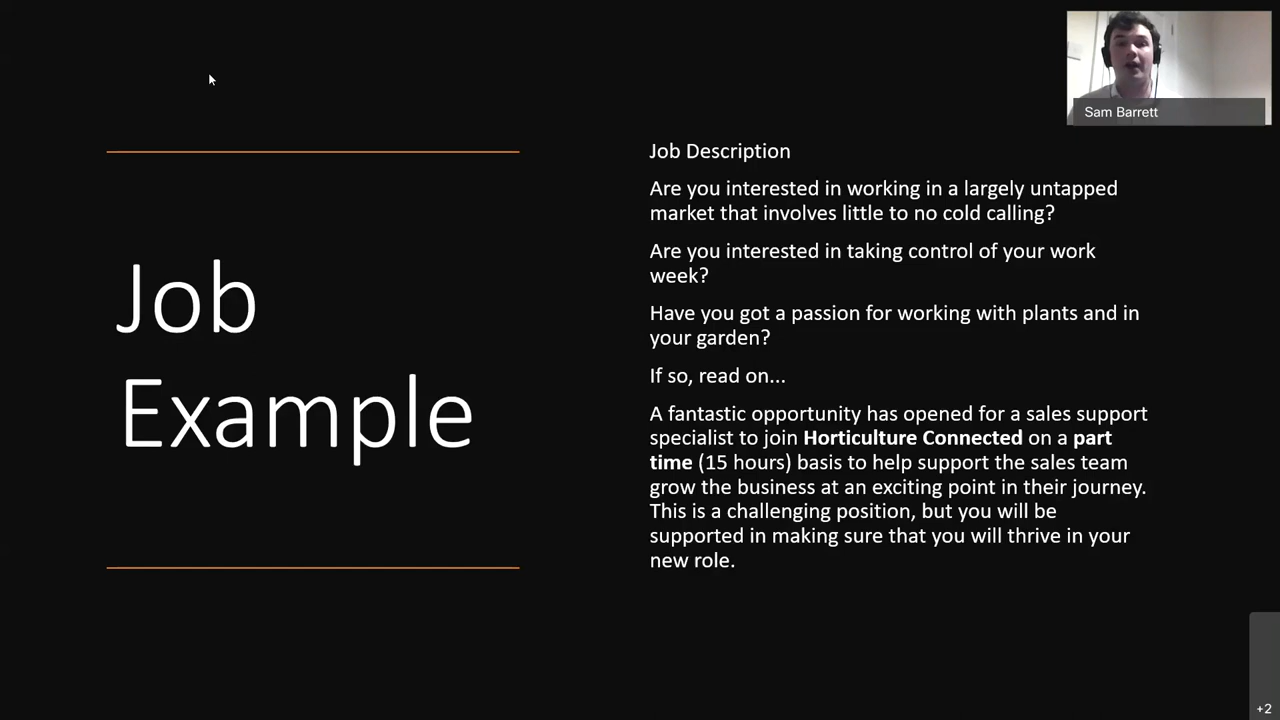 Sam Barrett
Job
Example
Job Description
Are you interested in working in a largely untapped
market that involves little to no cold calling?
Are you interested in taking control of your work
week?
Have you got a passion for working with plants and in
your garden?
If so, read on...
A fantastic opportunity has opened for a sales support
specialist to join Horticulture Connected on a part
time (15 hours) basis to help support the sales team
grow the business at an exciting point in their journey.
This is a challenging position, but you will be
supported in making sure that you will thrive in your
new role.
+2